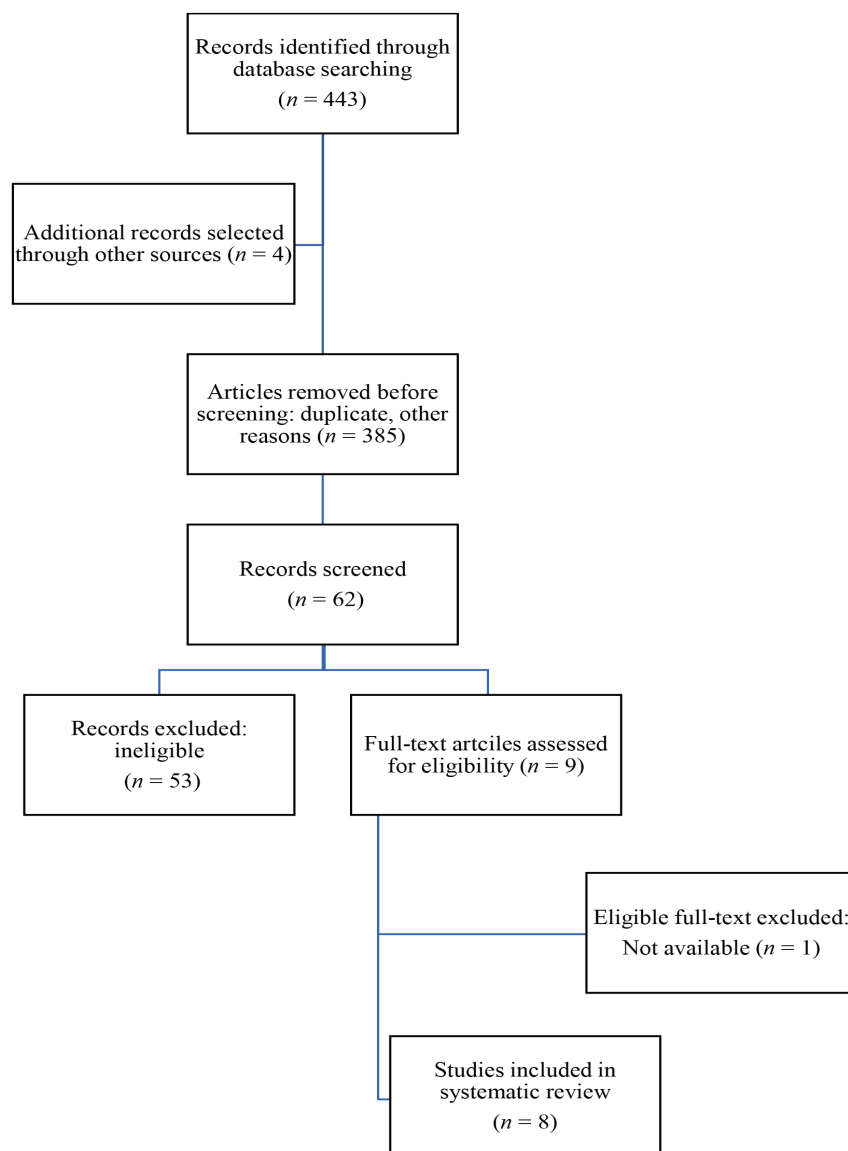 Records identified through
database searching
(n = 443)
Additional records selected
through other sources (n = 4)
Articles removed before
screening: duplicate, other
reasons (n = 385)
Records screened
(n = 62)
Records excluded:
ineligible
(n = 53)
Full-text artciles assessed
for eligibility (n = 9)
Eligible full-text excluded:
Not available (n = 1)
Studies included in
systematic review
(n = 8)